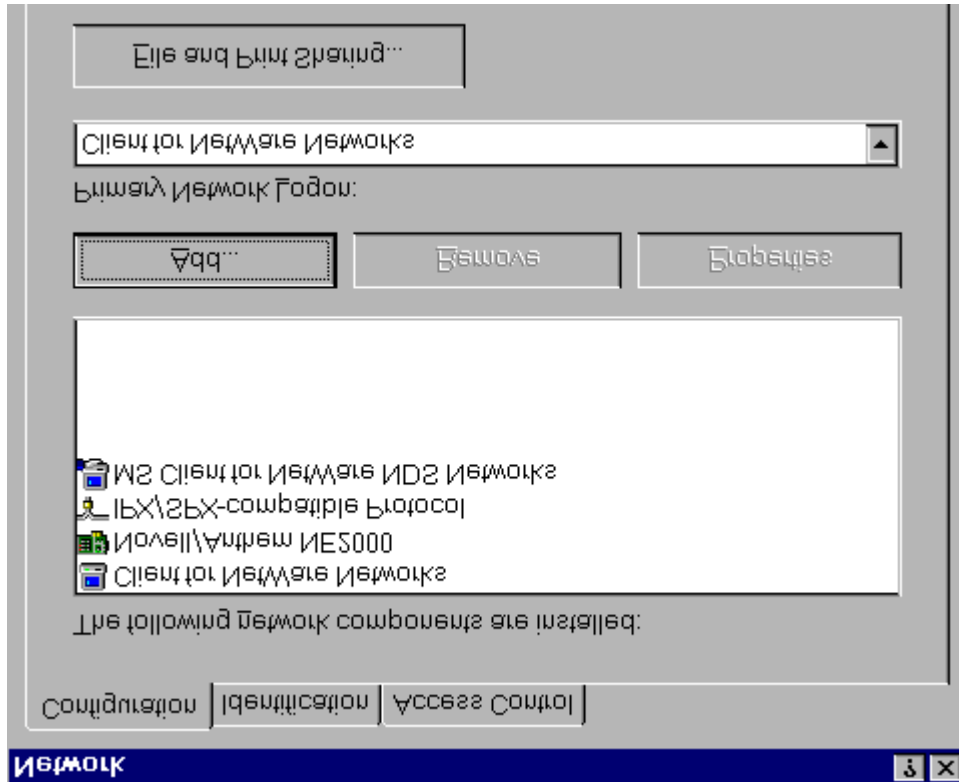 Network
Configuration Identification Access Control
The following network components are installed:
Client for NetWare Networks
Novell/Anthem NE2000
IPX/SPX-compatible Protocol
MS Client for NetWare NDS Networks
Add... Remove Properties
Primary Network Logon:
Client for NetWare Networks
File and Print Sharing...